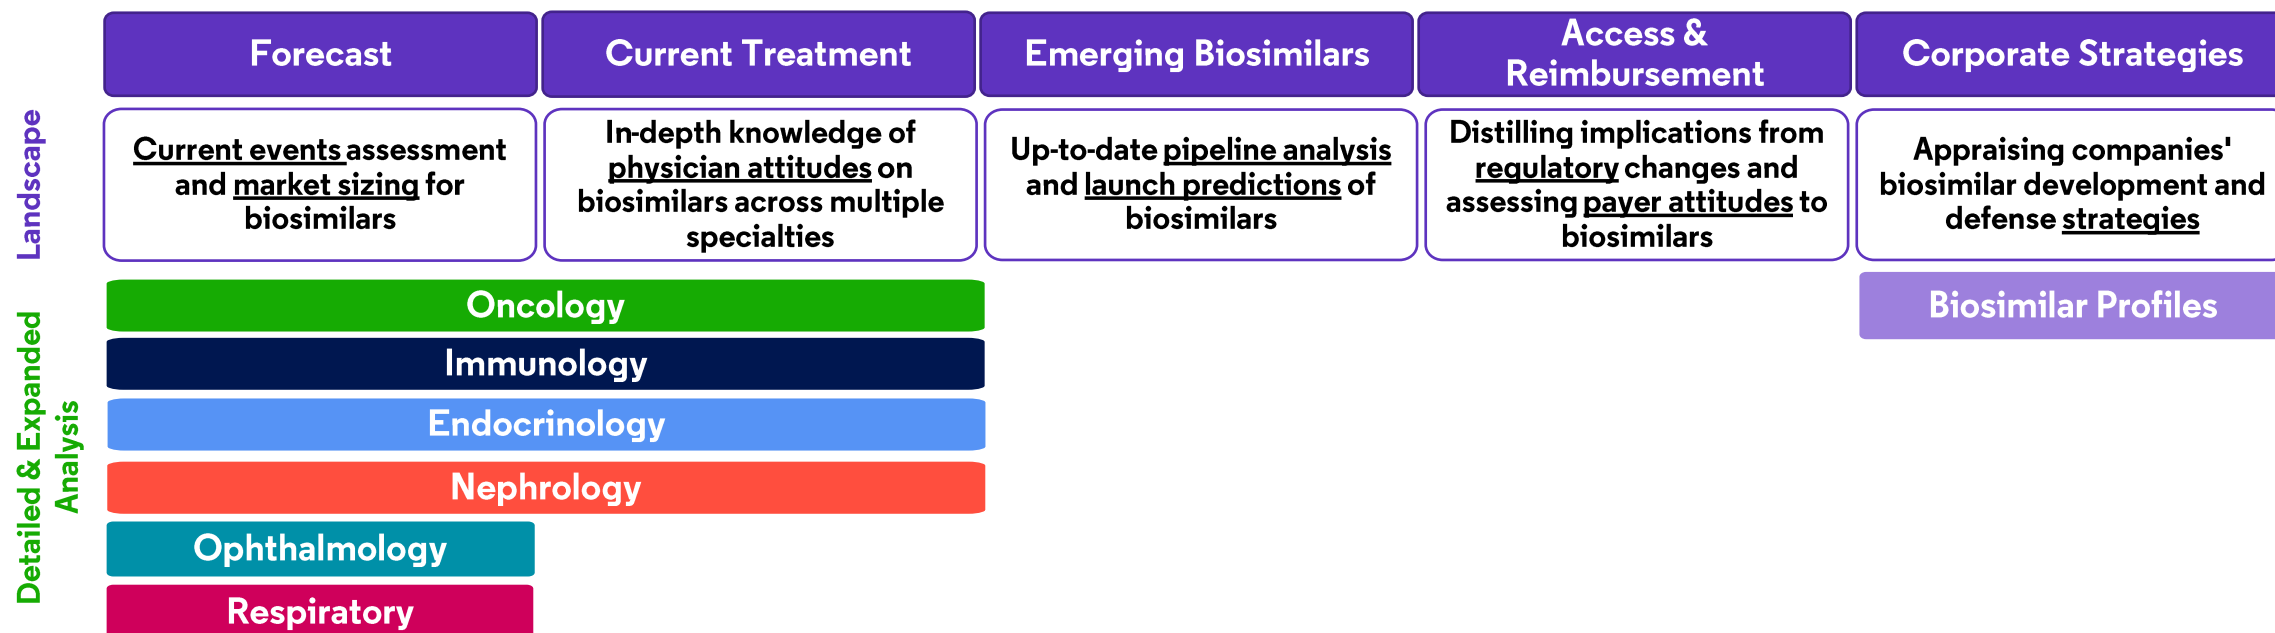 Forecast
Current Treatment
Emerging Biosimilars
Access &
Reimbursement
Corporate Strategies
Landscape
Current events assessment
and market sizing for
biosimilars
In-depth knowledge of
physician attitudes on
biosimilars across multiple
specialties
Up-to-date pipeline analysis
and launch predictions of
biosimilars
Distilling implications from
regulatory changes and
assessing payer attitudes to
biosimilars
Appraising companies'
biosimilar development and
defense strategies
Detailed & Expanded
Analysis
Oncology
Biosimilar Profiles
Immunology
Endocrinology
Nephrology
Ophthalmology
Respiratory